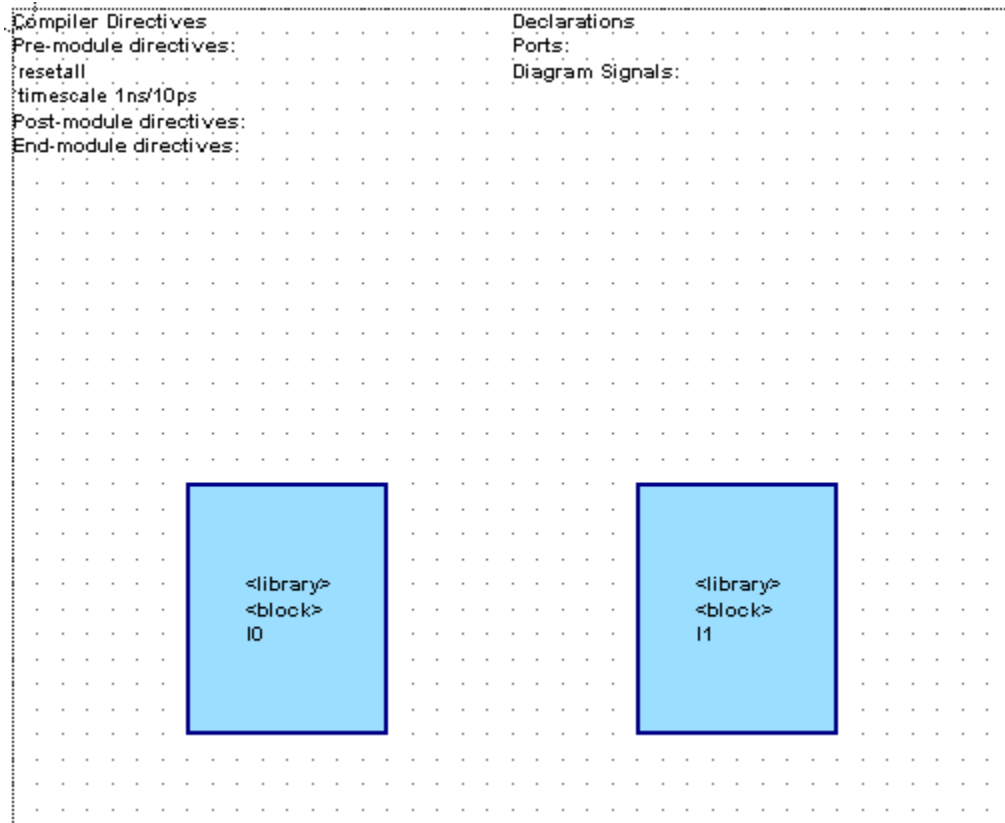 Compiler Directives
Pre-module directives:
`resetall
`timescale 1ns/10ps
Post-module directives:
End-module directives:
Declarations
Ports:
Diagram Signals:
<library>
<block>
I0
<library>
<block>
I1